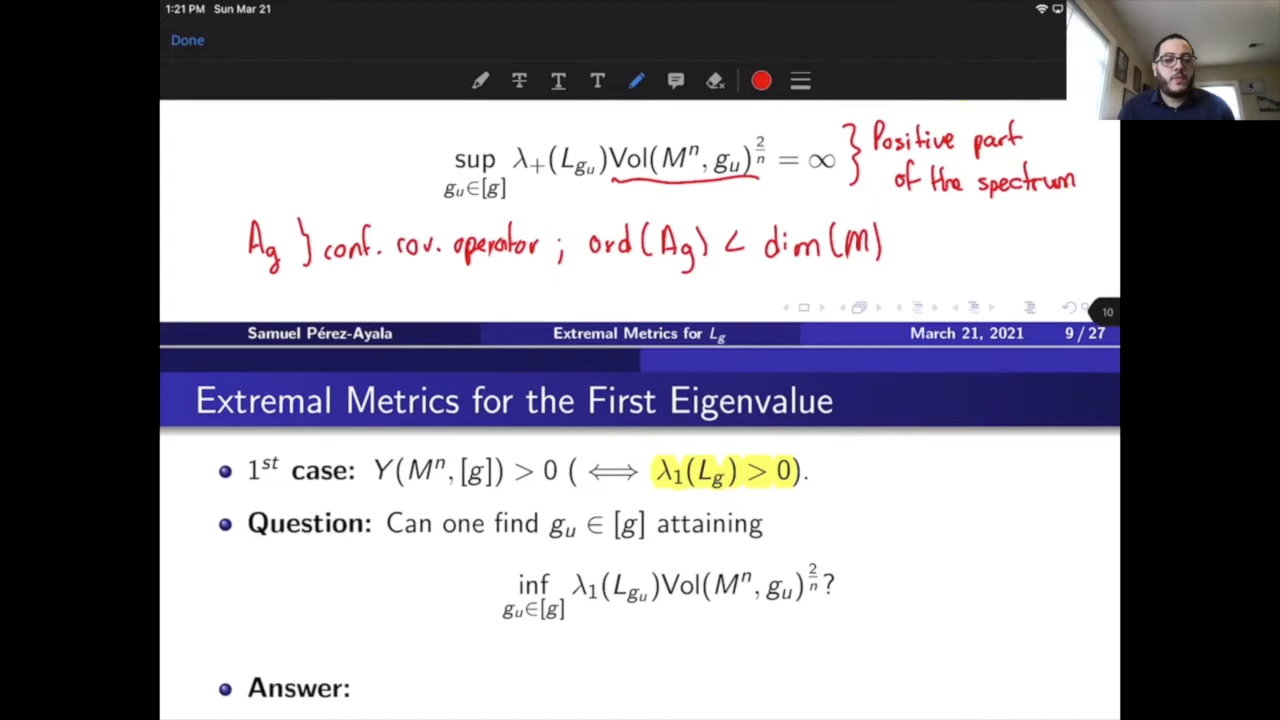 1:21 PM Sun Mar 21
Done
sup λ₊(L_{g_u})Vol(Mⁿ, g_u)^{2/n} = ∞ } Positive part
g_u∈[g] of the spectrum
A_g } conf. cov. operator ; ord(A_g) < dim(M)
10
Samuel Pérez-Ayala Extremal Metrics for L_g March 21, 2021 9 / 27
Extremal Metrics for the First Eigenvalue
1^{st} case: Y(Mⁿ, [g]) > 0 ( ⟺ λ₁(L_g) > 0).
Question: Can one find g_u ∈ [g] attaining
inf λ₁(L_{g_u})Vol(Mⁿ, g_u)^{2/n}?
g_u∈[g]
Answer: